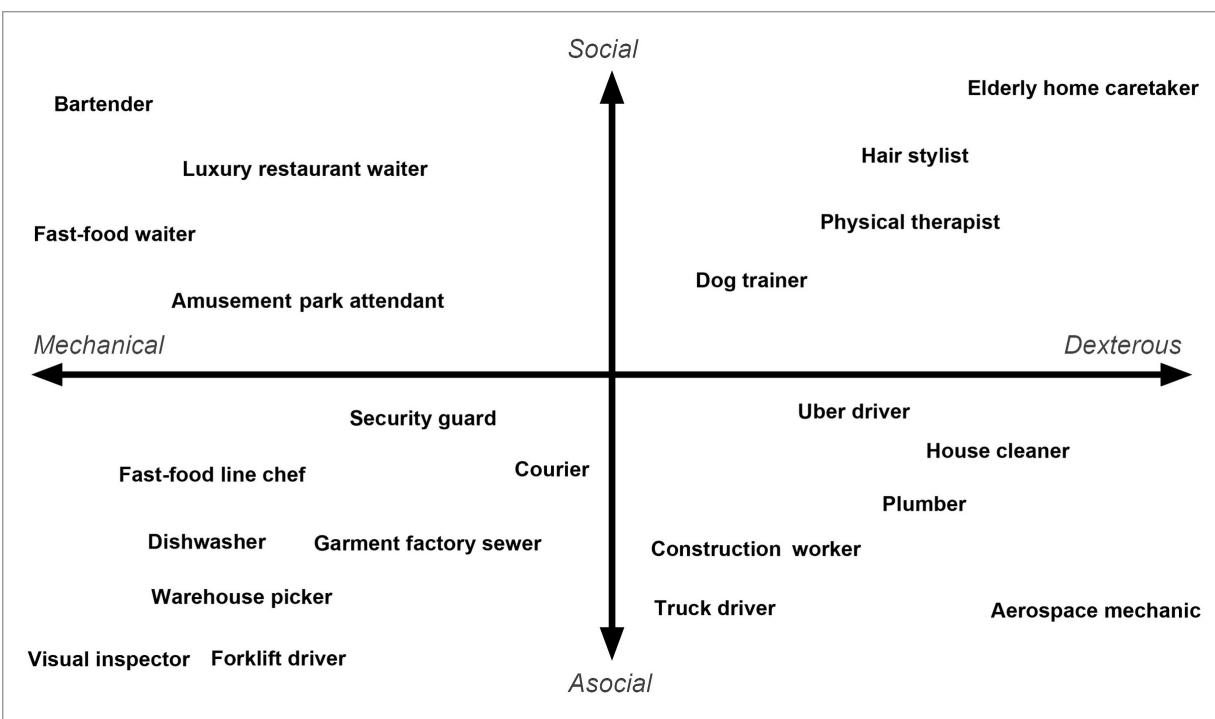 Social
Elderly home caretaker
Bartender
Hair stylist
Luxury restaurant waiter
Physical therapist
Fast-food waiter
Dog trainer
Amusement park attendant
Mechanical
Dexterous
Uber driver
Security guard
House cleaner
Courier
Fast-food line chef
Plumber
Dishwasher
Garment factory sewer
Construction worker
Warehouse picker
Truck driver
Aerospace mechanic
Visual inspector
Forklift driver
Asocial